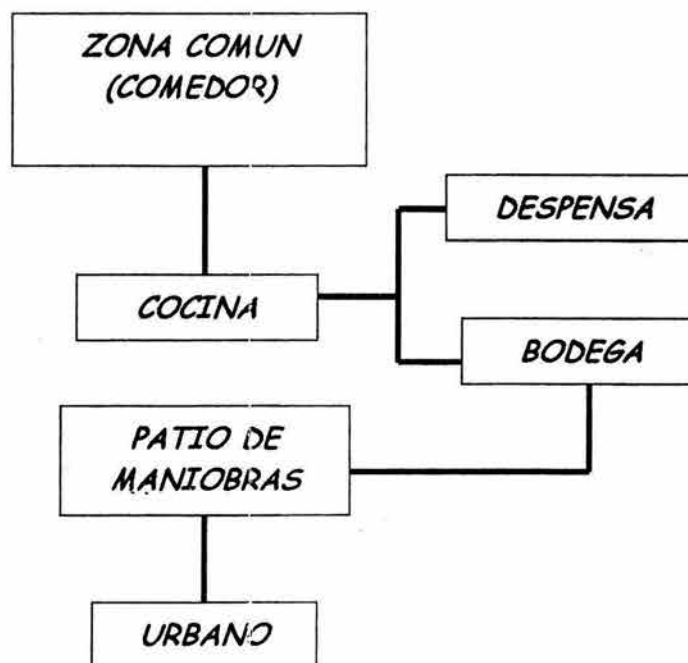 ZONA COMUN
(COMEDOR)
DESPENSA
COCINA
BODEGA
PATIO DE
MANIOBRAS
URBANO